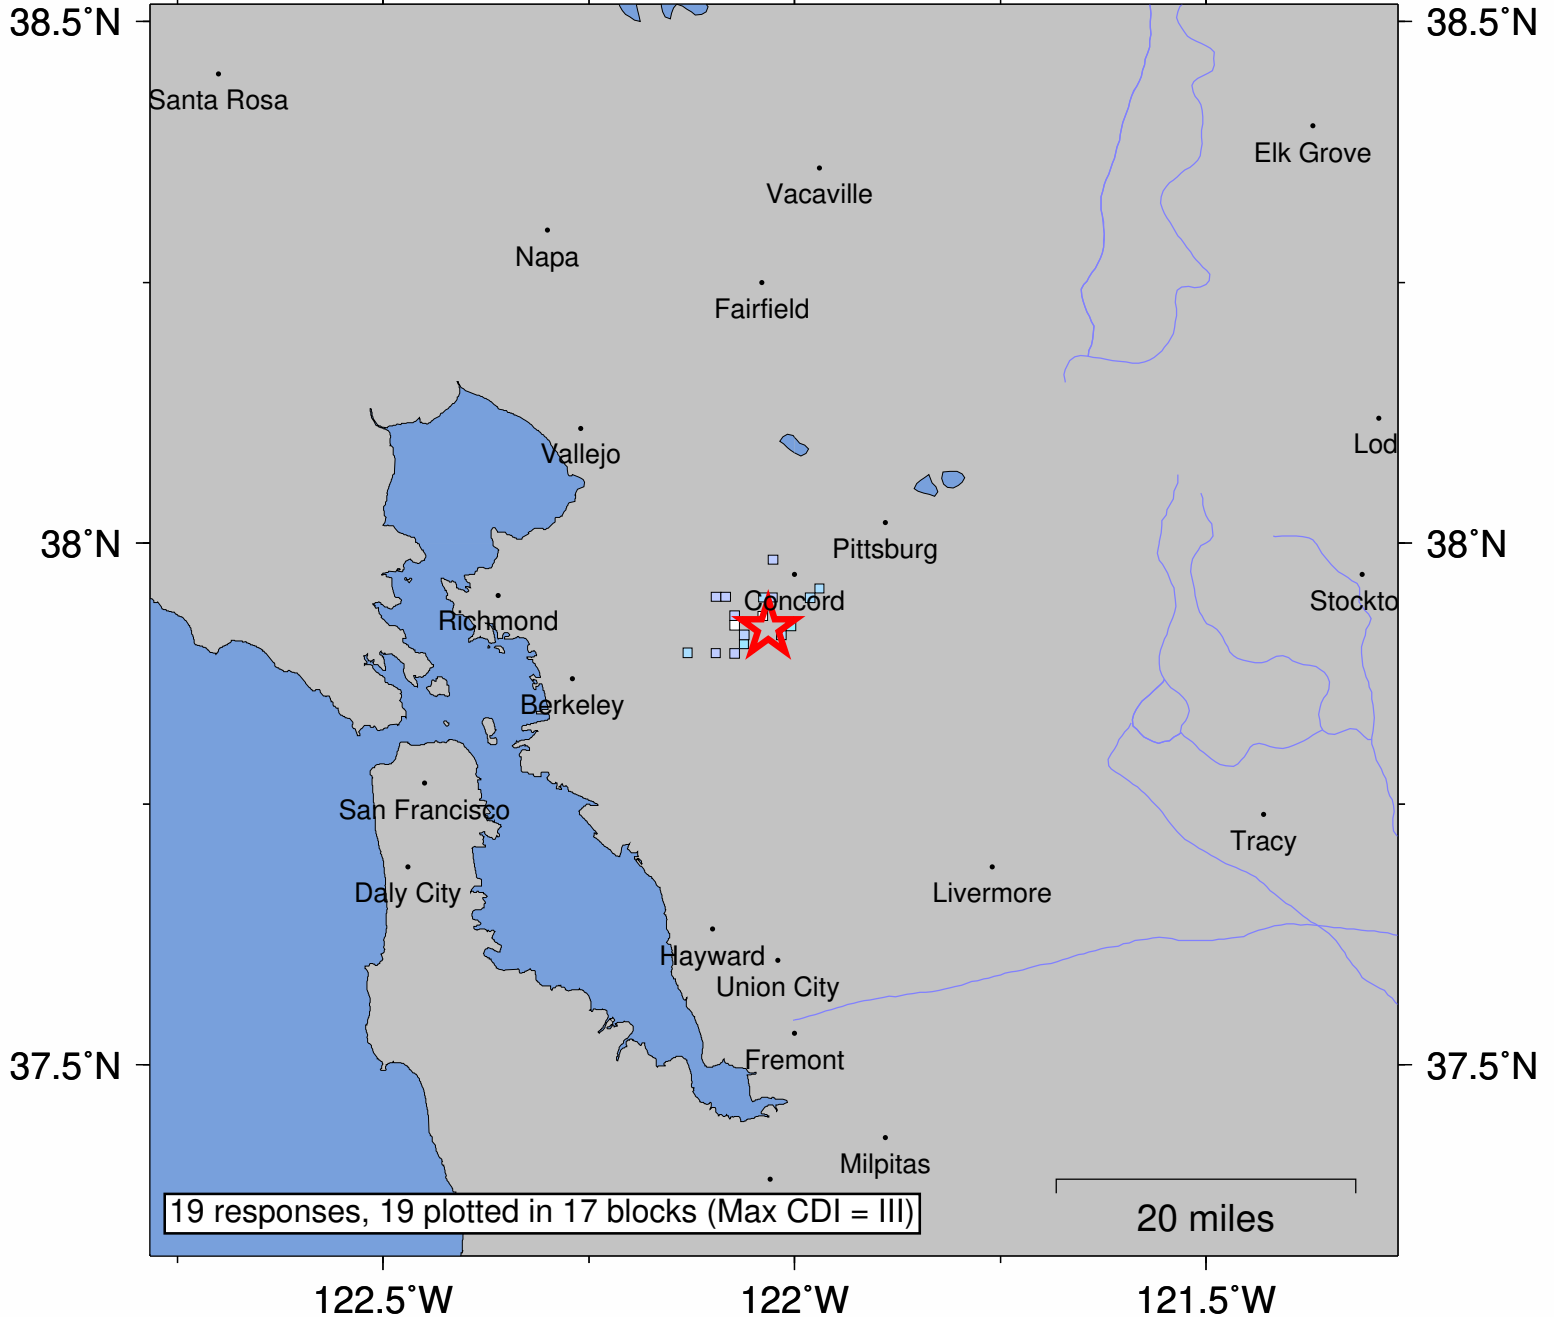 38.5˚N
38.5˚N
Santa Rosa
Elk Grove
Vacaville
Napa
Fairfield
Lod
Vallejo
38˚N
Pittsburg
38˚N
Concord
Stockto
Richmond
Berkeley
San Francisco
Tracy
Daly City
Livermore
Hayward
Union City
37.5˚N
Fremont
37.5˚N
Milpitas
19 responses, 19 plotted in 17 blocks (Max CDI = III)
20 miles
122.5˚W
122˚W
121.5˚W